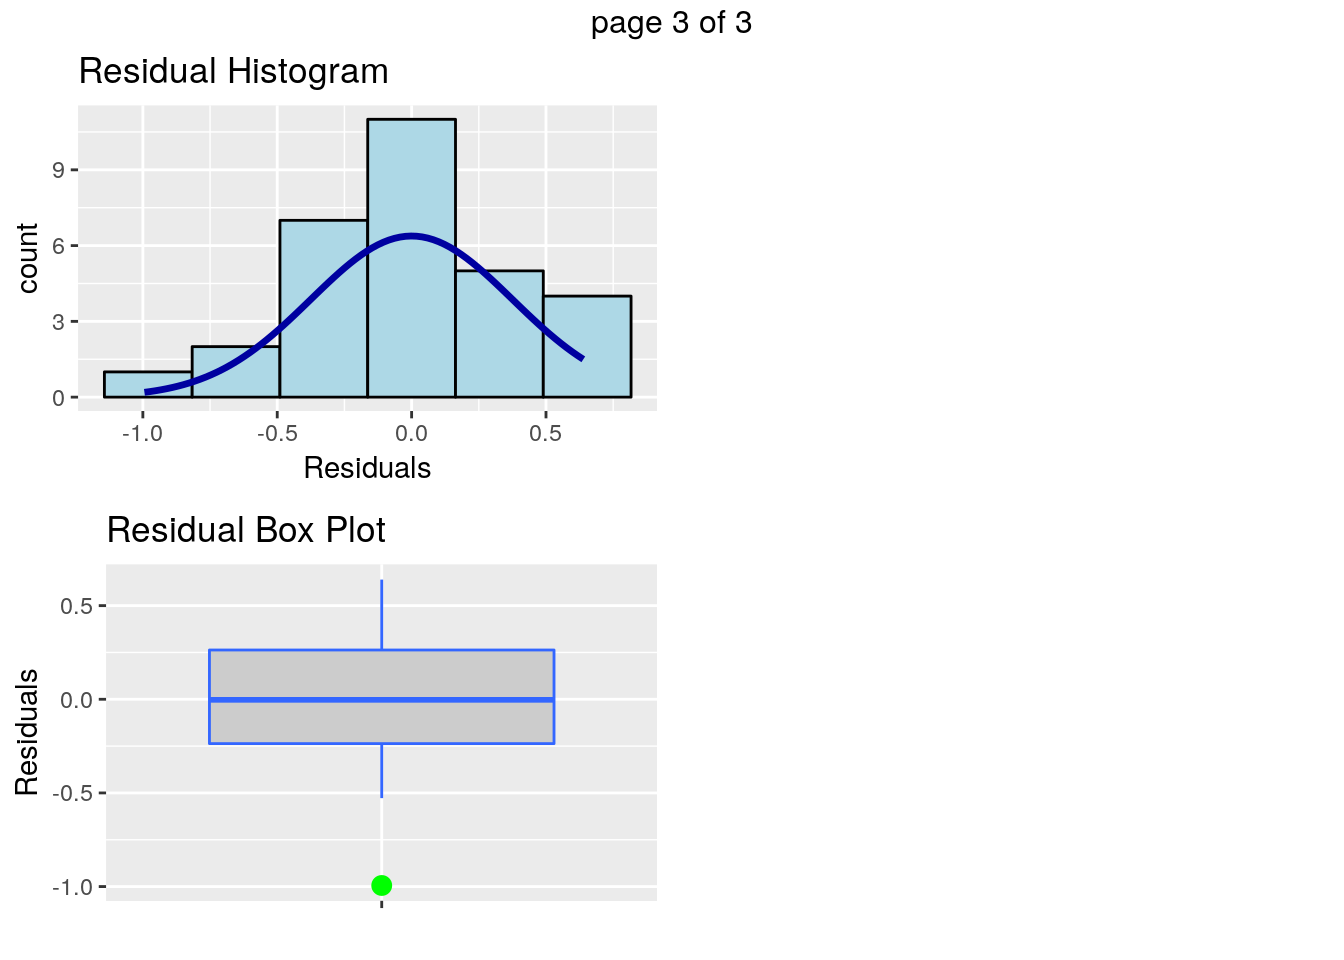 page 3 of 3
Residual Histogram
9
6
3
0
count
-1.0 -0.5 0.0 0.5
Residuals
Residual Box Plot
0.5
0.0
-0.5
-1.0
Residuals